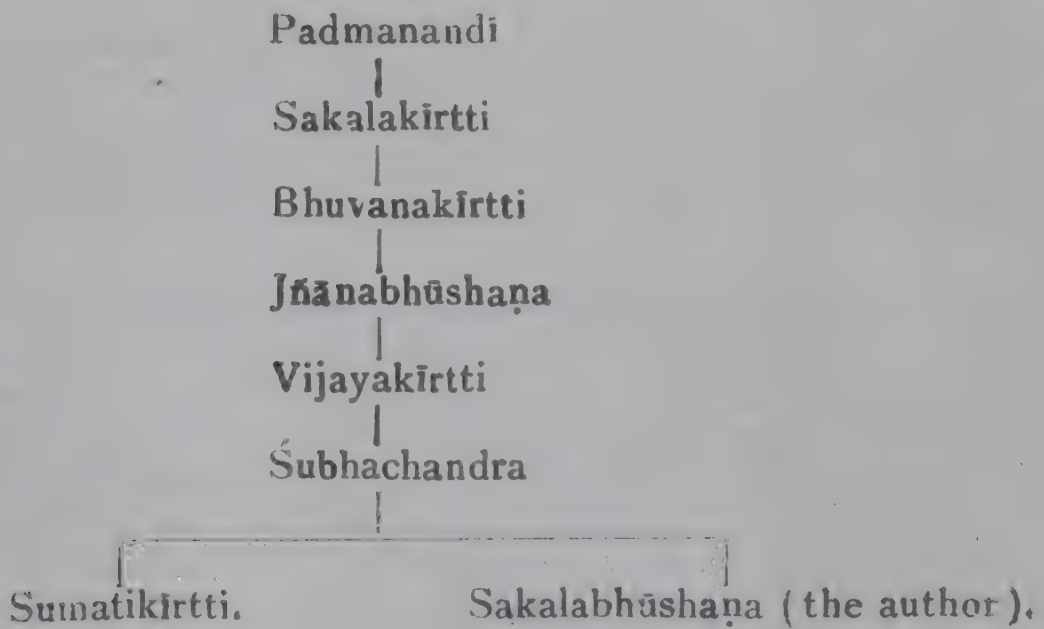 Padmanandi
Sakalakīrtti
Bhuvanakīrtti
Jñānabhūshaṇa
Vijayakīrtti
Śubhachandra
Sumatikīrtti. Sakalabhūshaṇa ( the author ).